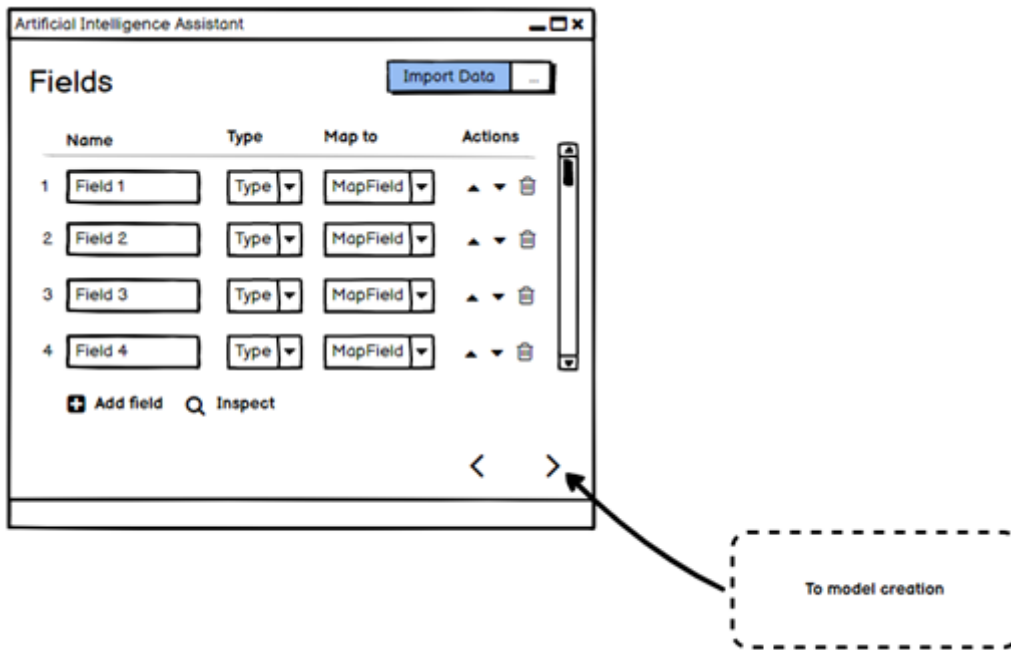 Artificial Intelligence Assistant
Fields
Import Data ...
Name Type Map to Actions
1 Field 1 Type MapField
2 Field 2 Type MapField
3 Field 3 Type MapField
4 Field 4 Type MapField
Add field Inspect
To model creation